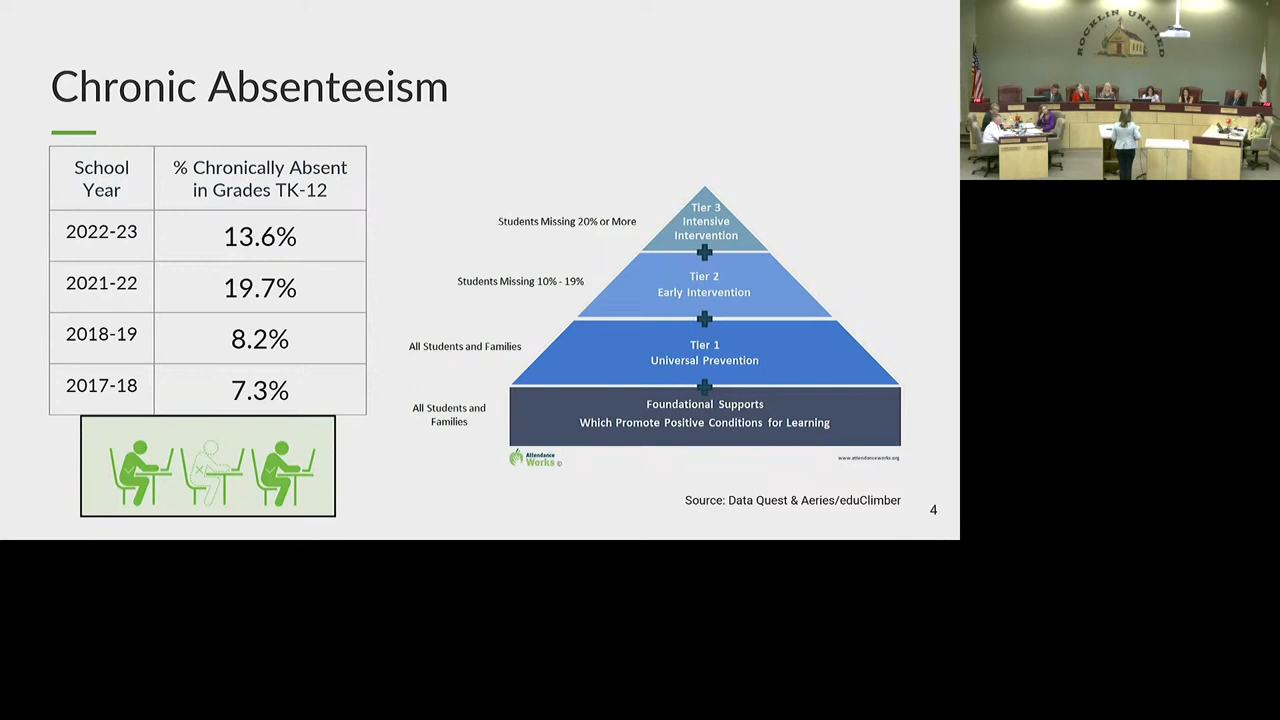 Chronic Absenteeism
School
Year
% Chronically Absent
in Grades TK-12
2022-23
13.6%
2021-22
19.7%
2018-19
8.2%
2017-18
7.3%
Students Missing 20% or More
Tier 3
Intensive
Intervention
Students Missing 10% - 19%
Tier 2
Early Intervention
All Students and Families
Tier 1
Universal Prevention
All Students and
Families
Foundational Supports
Which Promote Positive Conditions for Learning
Attendance
Works ©
www.attendanceworks.org
Source: Data Quest & Aeries/eduClimber
4
ROCKLIN UNIFIED